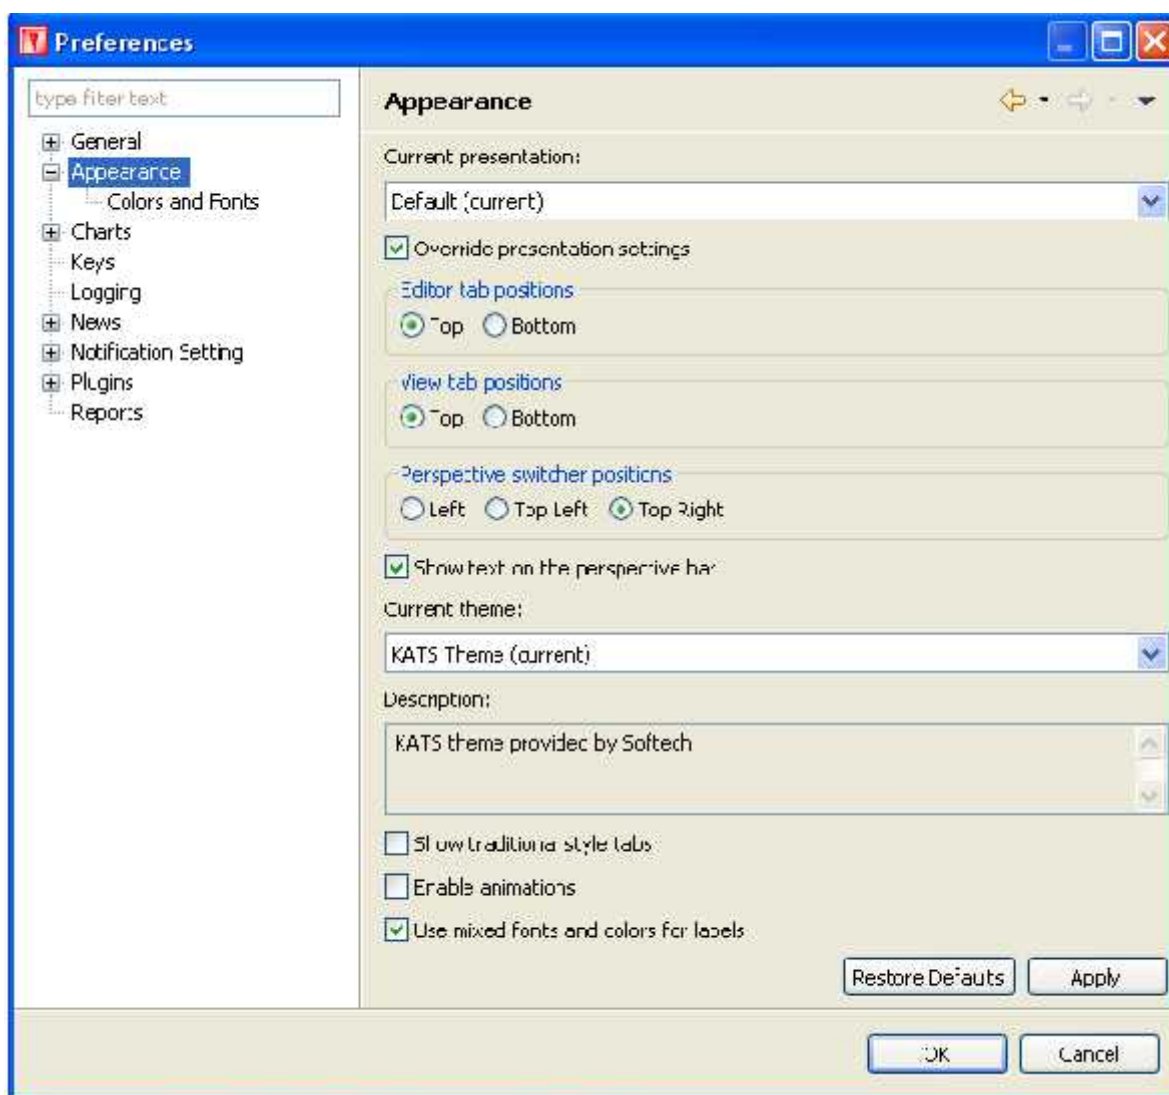 Preferences
type filter text
General
Appearance
Colors and Fonts
Charts
Keys
Logging
News
Notification Setting
Plugins
Reports
Appearance
Current presentation:
Default (current)
Override presentation settings
Editor tab positions
Top Bottom
View tab positions
Top Bottom
Perspective switcher positions
Left Top Left Top Right
Show text on the perspective bar
Current theme:
KATS Theme (current)
Description:
KATS theme provided by Softech
Show traditional style tabs
Enable animations
Use mixed fonts and colors for labels
Restore Defaults Apply
OK Cancel